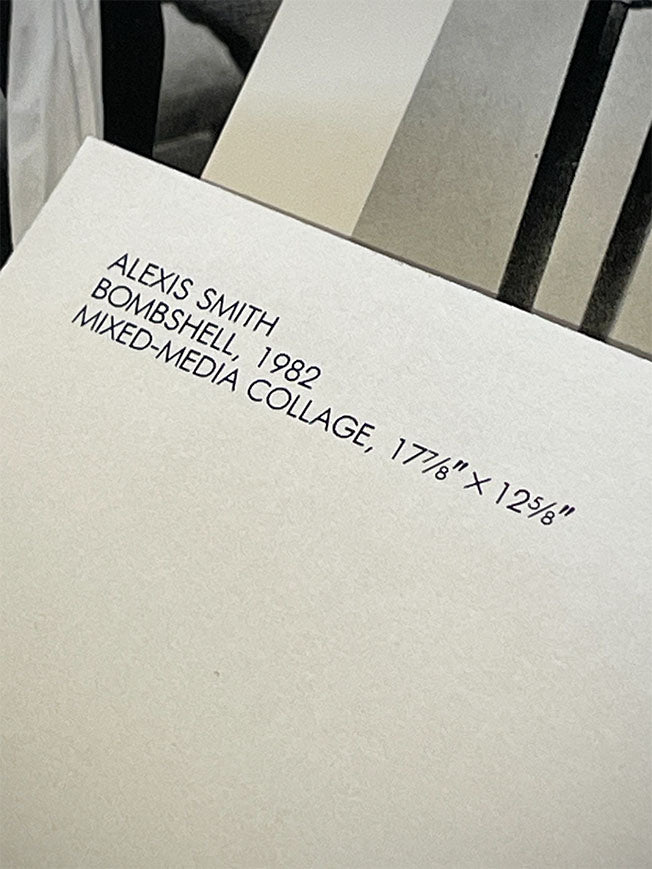 ALEXIS SMITH
BOMBSHELL, 1982
MIXED-MEDIA COLLAGE, 17⅞" × 12⅝"